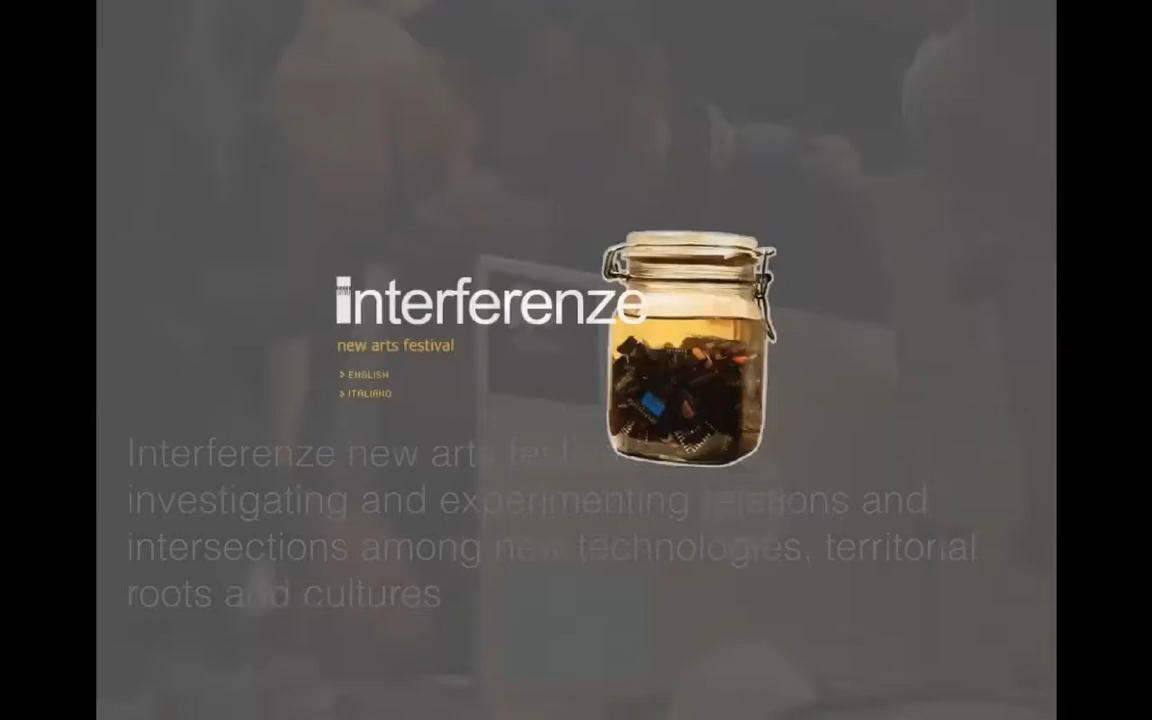 interferenze
new arts festival
> ENGLISH
> ITALIANO
Interferenze new arts
investigating and experimenting relations and
intersections among new technologies, territorial
roots and cultures